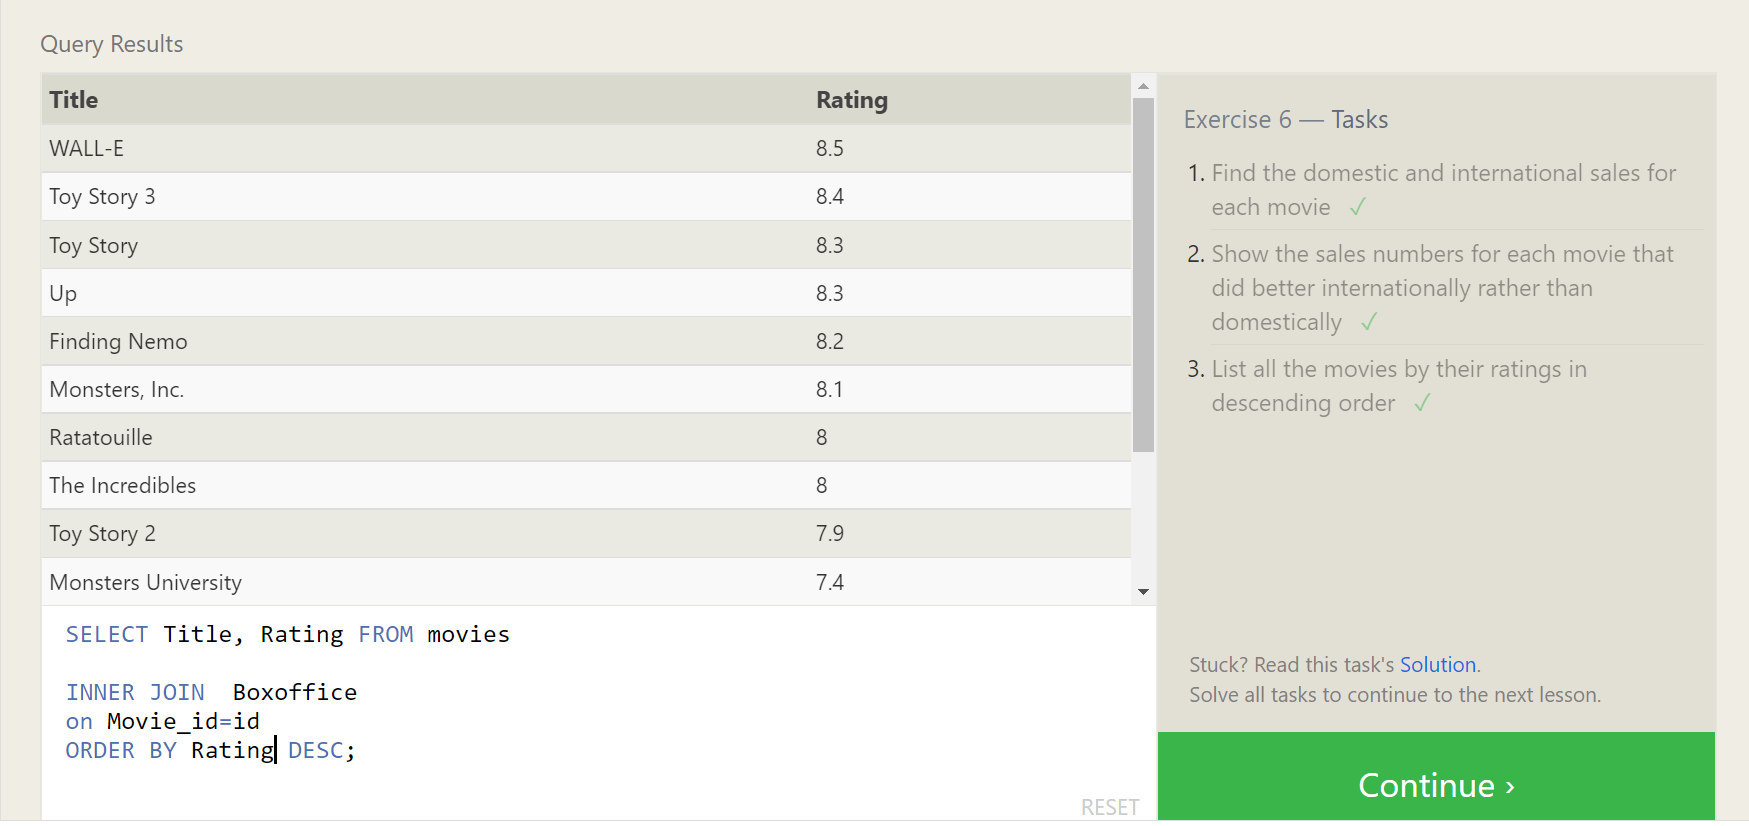 Query Results
Title Rating
WALL-E 8.5
Toy Story 3 8.4
Toy Story 8.3
Up 8.3
Finding Nemo 8.2
Monsters, Inc. 8.1
Ratatouille 8
The Incredibles 8
Toy Story 2 7.9
Monsters University 7.4
SELECT Title, Rating FROM movies
INNER JOIN  Boxoffice
on Movie_id=id
ORDER BY Rating DESC;
RESET
Exercise 6 — Tasks
1. Find the domestic and international sales for
each movie ✓
2. Show the sales numbers for each movie that
did better internationally rather than
domestically ✓
3. List all the movies by their ratings in
descending order ✓
Stuck? Read this task's Solution.
Solve all tasks to continue to the next lesson.
Continue ›